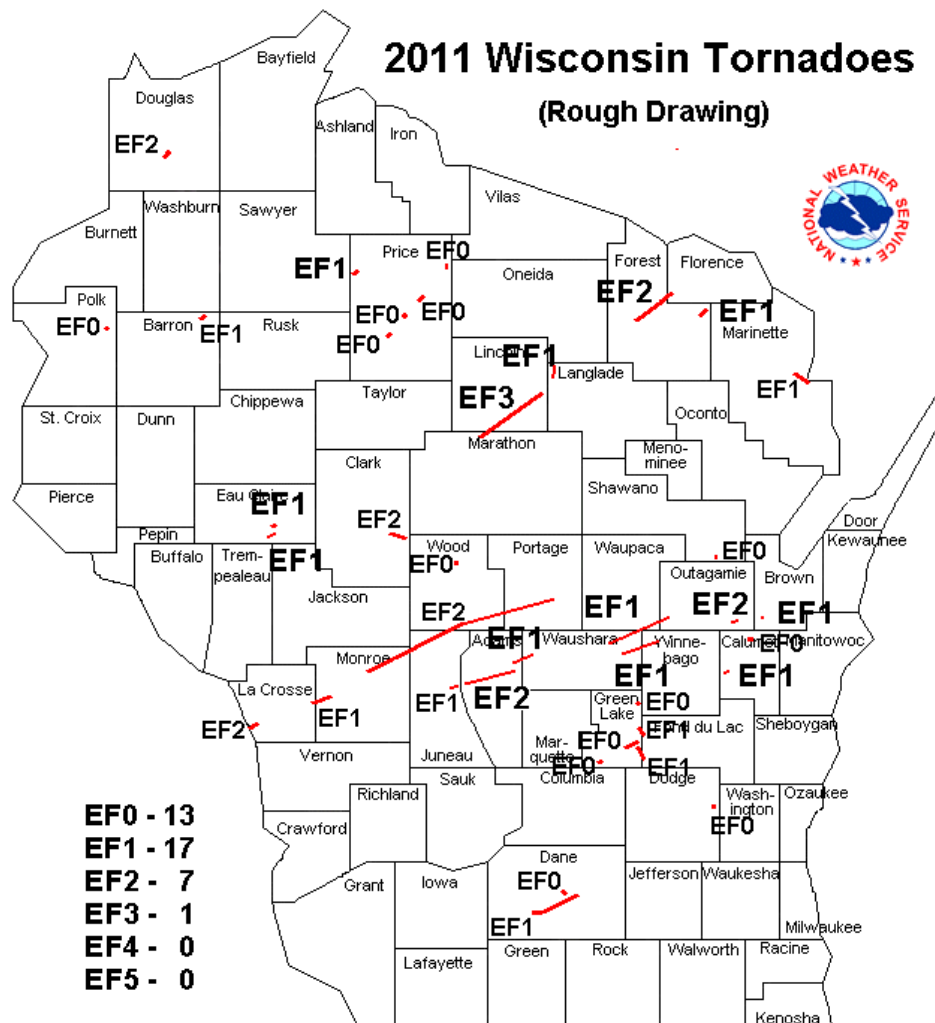 2011 Wisconsin Tornadoes
(Rough Drawing)
NATIONAL WEATHER SERVICE
Bayfield
Douglas
Ashland
Iron
EF2
Vilas
Washburn
Sawyer
Burnett
Price
EF0
Forest
Florence
EF1
Oneida
EF2
Polk
EF0
EF0
EF0
EF1
Barron
EF1
Rusk
EF0
Marinette
Lincoln
EF1
Langlade
EF3
EF1
Taylor
Chippewa
St. Croix
Dunn
Oconto
Marathon
Clark
Meno-
minee
Shawano
Pierce
Eau Claire
EF1
EF2
Door
Pepin
Kewaunee
Buffalo
Trem-
pealeau
EF1
Wood
Portage
Waupaca
EF0
EF0
Outagamie
Brown
Jackson
EF2
EF1
EF2
EF1
Adams
EF1
Waushara
Winne-
bago
Calumet
EF0
Manitowoc
Monroe
EF1
EF1
La Crosse
EF1
EF2
EF2
EF1
Green
Lake
EF0
Fond du Lac
EF1
Sheboygan
EF0
Vernon
Juneau
Mar-
quette
EF0
EF1
Sauk
Columbia
Dodge
Richland
Wash-
ington
Ozaukee
EF0
Crawford
EF0 - 13
EF1 - 17
EF2 - 7
EF3 - 1
EF4 - 0
EF5 - 0
Dane
Grant
Iowa
EF0
Jefferson
Waukesha
EF1
Milwaukee
Lafayette
Green
Rock
Walworth
Racine
Kenosha